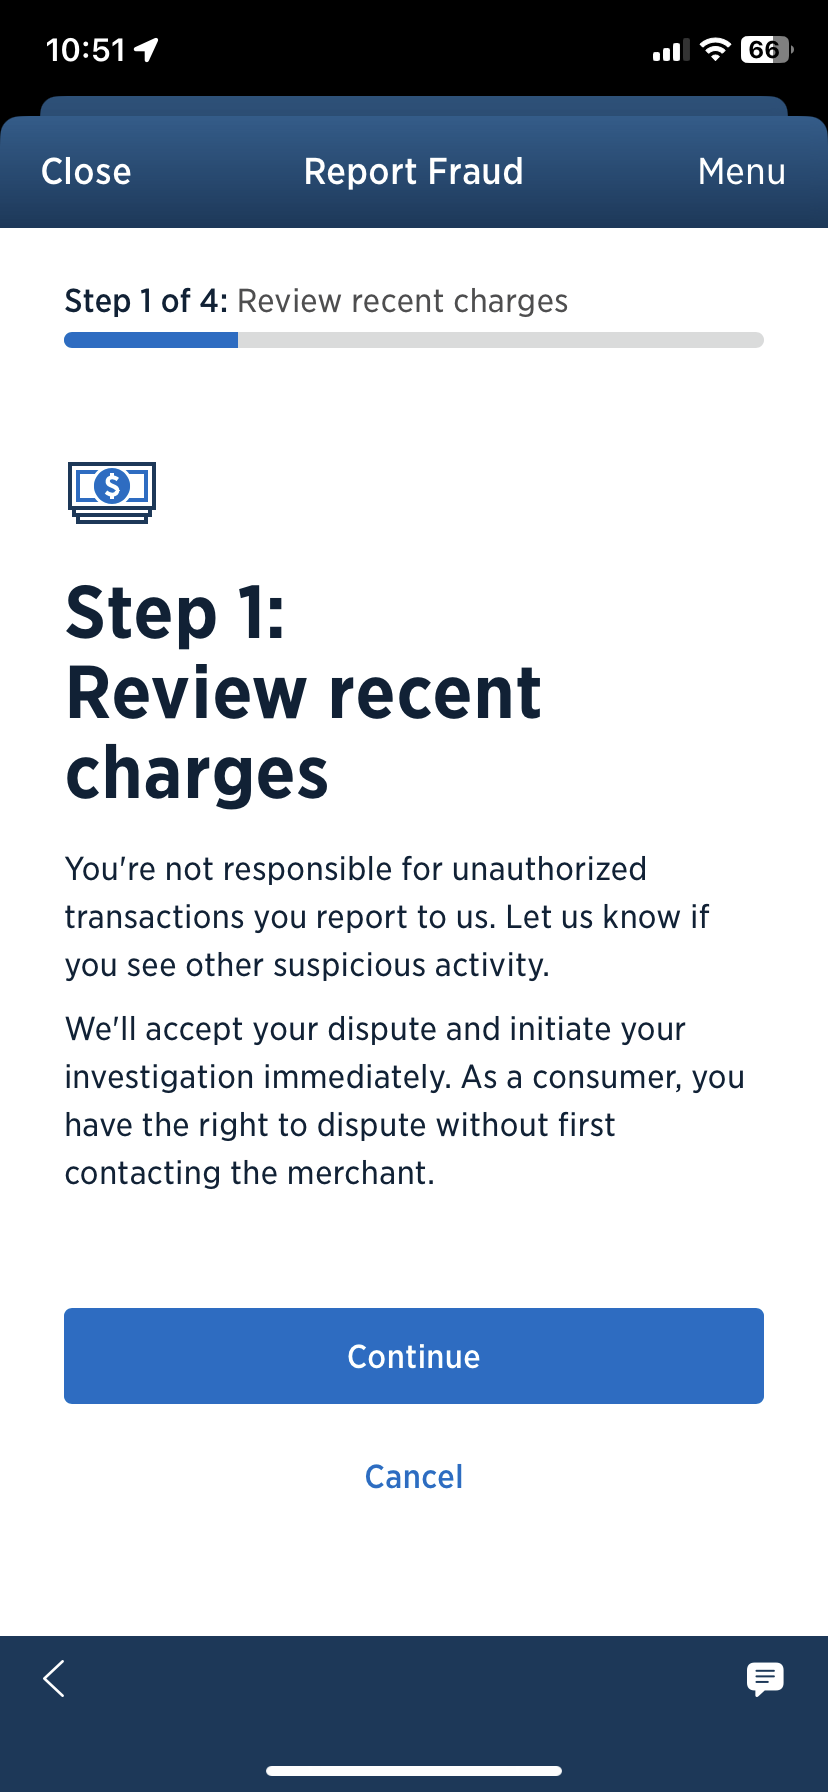 10:51
66
Close Report Fraud Menu
Step 1 of 4: Review recent charges
$
Step 1:
Review recent
charges
You're not responsible for unauthorized
transactions you report to us. Let us know if
you see other suspicious activity.
We'll accept your dispute and initiate your
investigation immediately. As a consumer, you
have the right to dispute without first
contacting the merchant.
Continue
Cancel